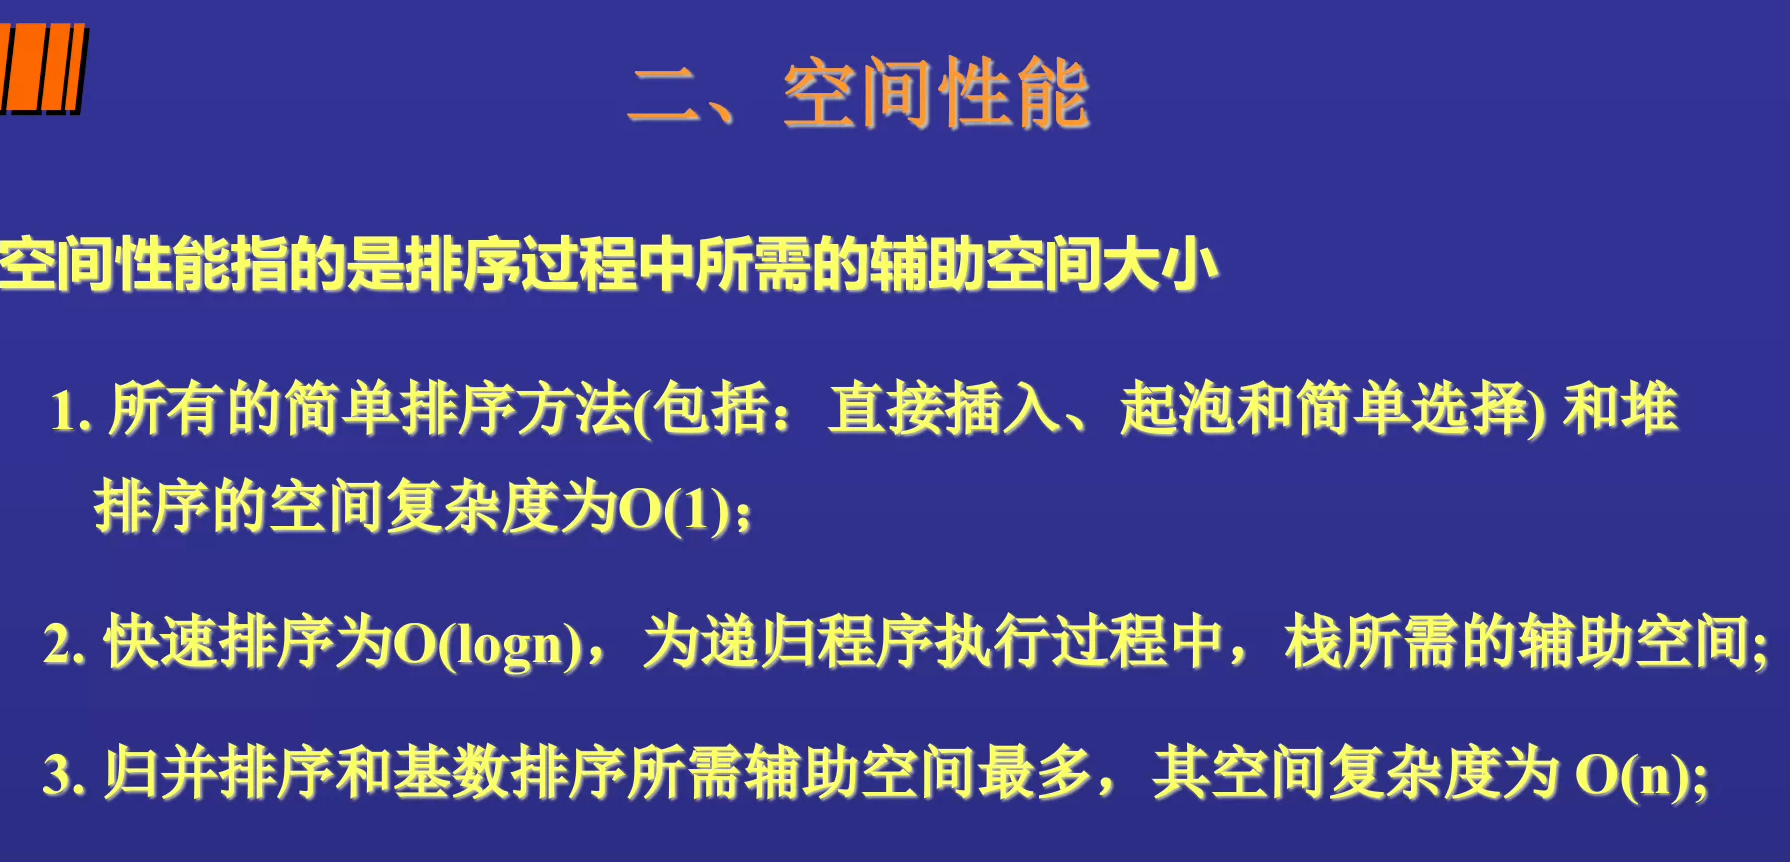 二、空间性能
空间性能指的是排序过程中所需的辅助空间大小
1. 所有的简单排序方法(包括：直接插入、起泡和简单选择) 和堆
排序的空间复杂度为O(1)；
2. 快速排序为O(logn)，为递归程序执行过程中，栈所需的辅助空间;
3. 归并排序和基数排序所需辅助空间最多，其空间复杂度为 O(n);